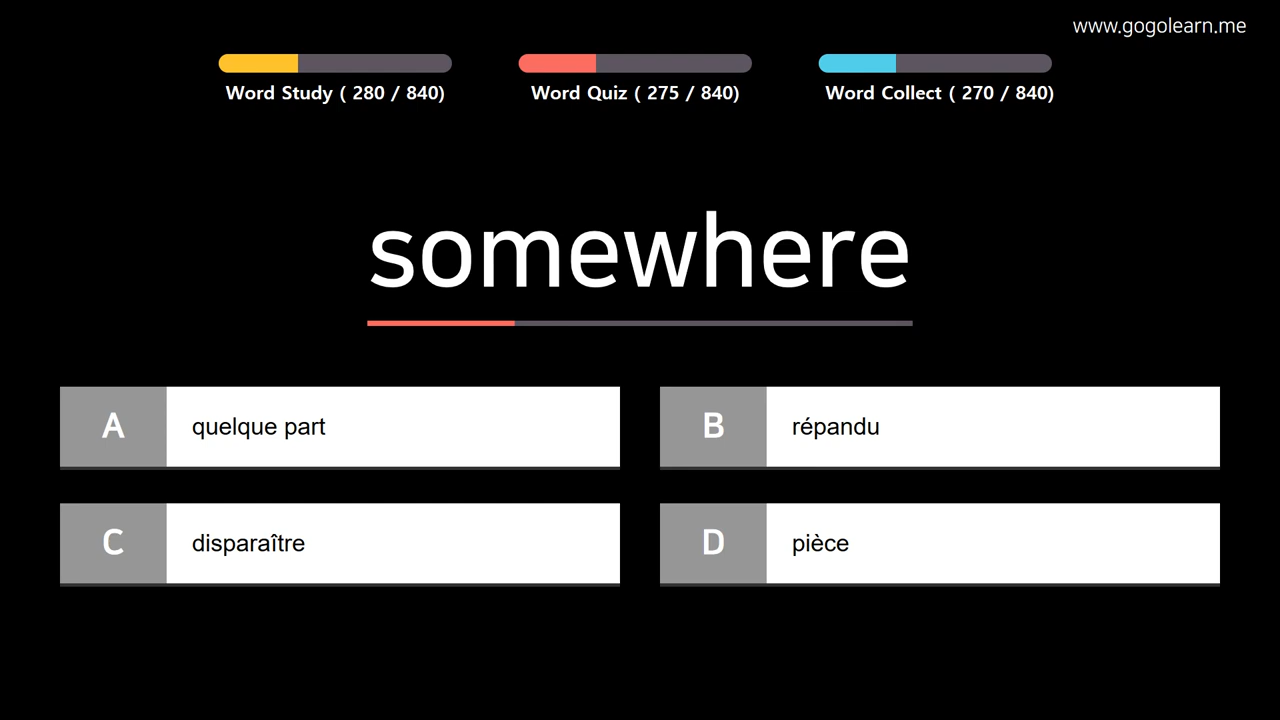 www.gogolearn.me
Word Study ( 280 / 840)
Word Quiz ( 275 / 840)
Word Collect ( 270 / 840)
somewhere
A quelque part
B répandu
C disparaître
D pièce